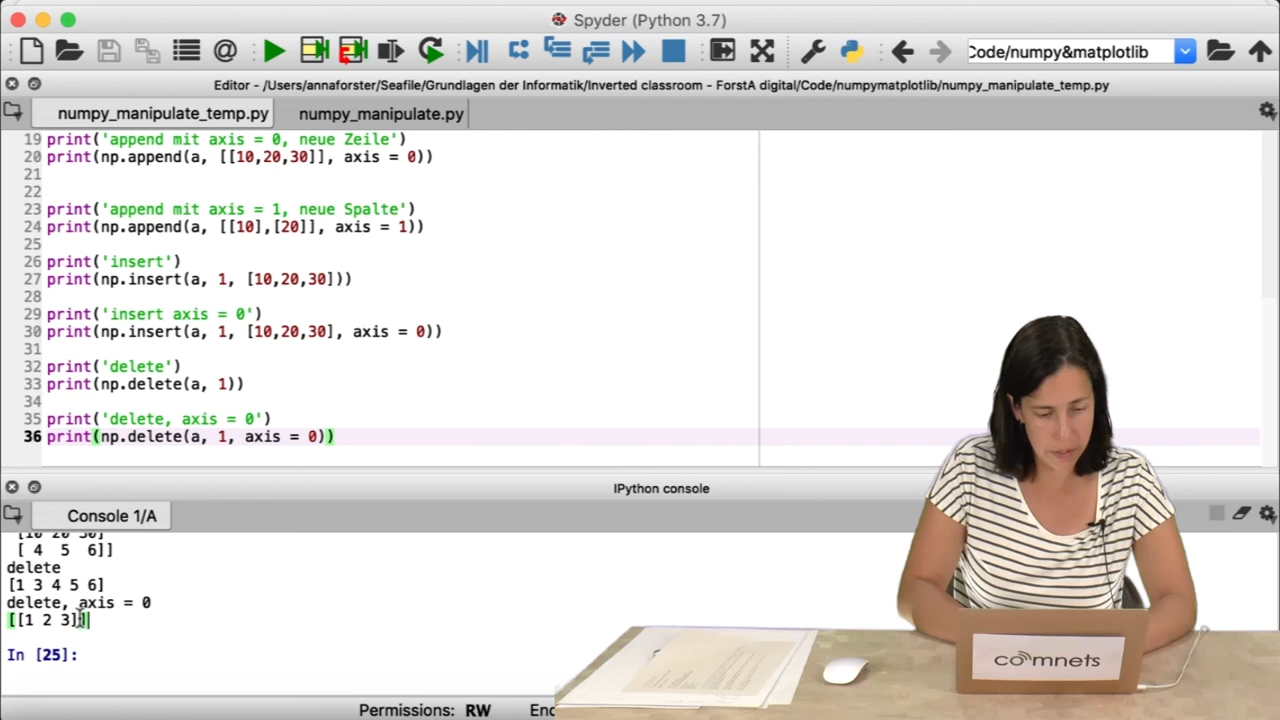 Spyder (Python 3.7)
Code/numpy&matplotlib
Editor - /Users/annaforster/Seafile/Grundlagen der Informatik/Inverted classroom - ForstA digital/Code/numpymatplotlib/numpy_manipulate_temp.py
numpy_manipulate_temp.py numpy_manipulate.py
19 print('append mit axis = 0, neue Zeile')
20 print(np.append(a, [[10,20,30]], axis = 0))
21
22
23 print('append mit axis = 1, neue Spalte')
24 print(np.append(a, [[10],[20]], axis = 1))
25
26 print('insert')
27 print(np.insert(a, 1, [10,20,30]))
28
29 print('insert axis = 0')
30 print(np.insert(a, 1, [10,20,30], axis = 0))
31
32 print('delete')
33 print(np.delete(a, 1))
34
35 print('delete, axis = 0')
36 print(np.delete(a, 1, axis = 0))
IPython console
Console 1/A
[10 20 30]
[ 4 5 6]]
delete
[1 3 4 5 6]
delete, axis = 0
[[1 2 3]]
In [25]:
comnets
Permissions: RW